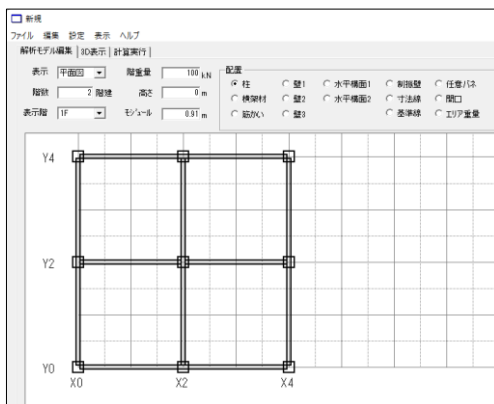 新規
ファイル 編集 設定 表示 ヘルプ
解析モデル編集 3D表示 計算実行
表示 平面図 階重量 100 kN
階数 2 階建 高さ 0 m
表示階 1F モジュール 0.91 m
配置
柱 壁1 水平構面1 制振壁 任意バネ
横架材 壁2 水平構面2 寸法線 開口
筋かい 壁3 基準線 エリア重量
Y4
Y2
Y0
X0 X2 X4